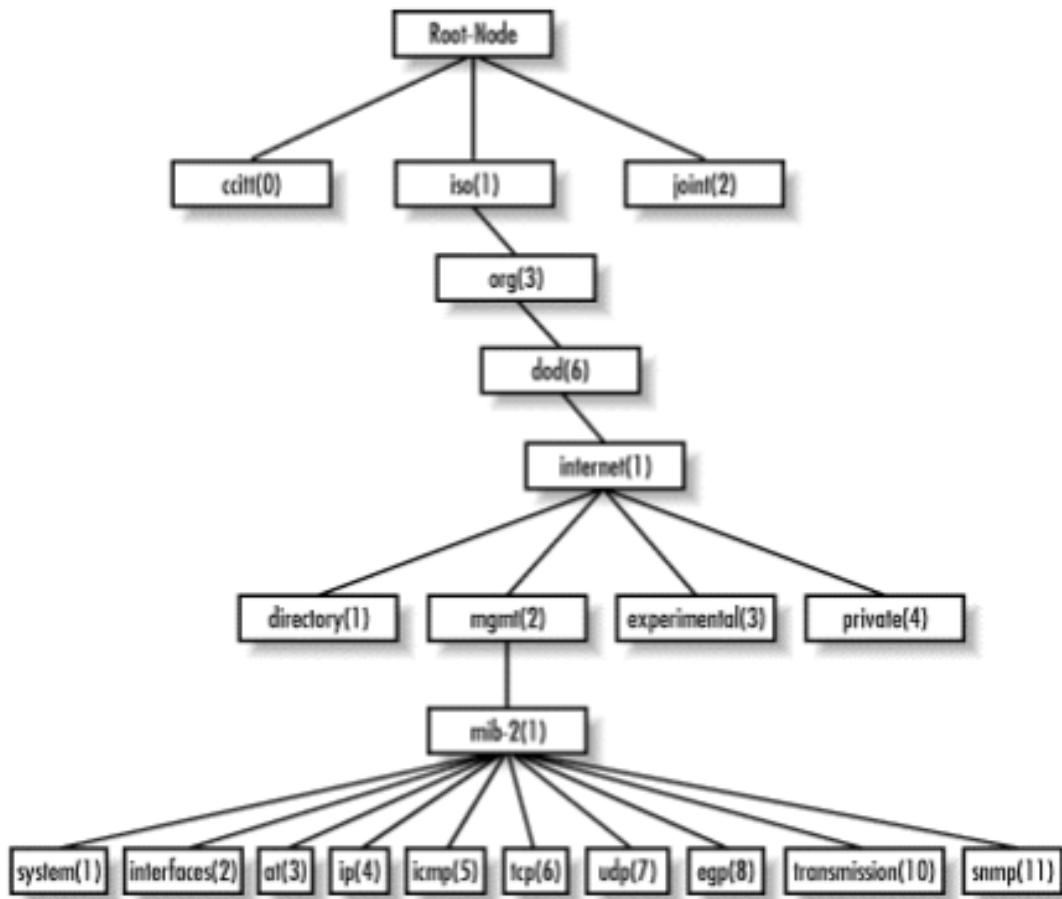 Root-Node
ccitt(0) iso(1) joint(2)
org(3)
dod(6)
internet(1)
directory(1) mgmt(2) experimental(3) private(4)
mib-2(1)
system(1) interfaces(2) at(3) ip(4) icmp(5) tcp(6) udp(7) egp(8) transmission(10) snmp(11)